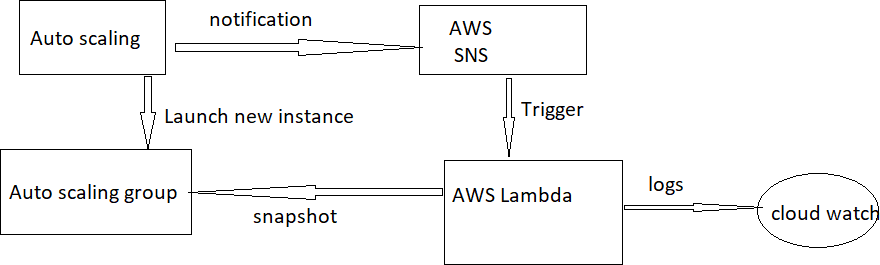 notification
Auto scaling
AWS
SNS
Launch new instance
Trigger
Auto scaling group
snapshot
AWS Lambda
logs
cloud watch